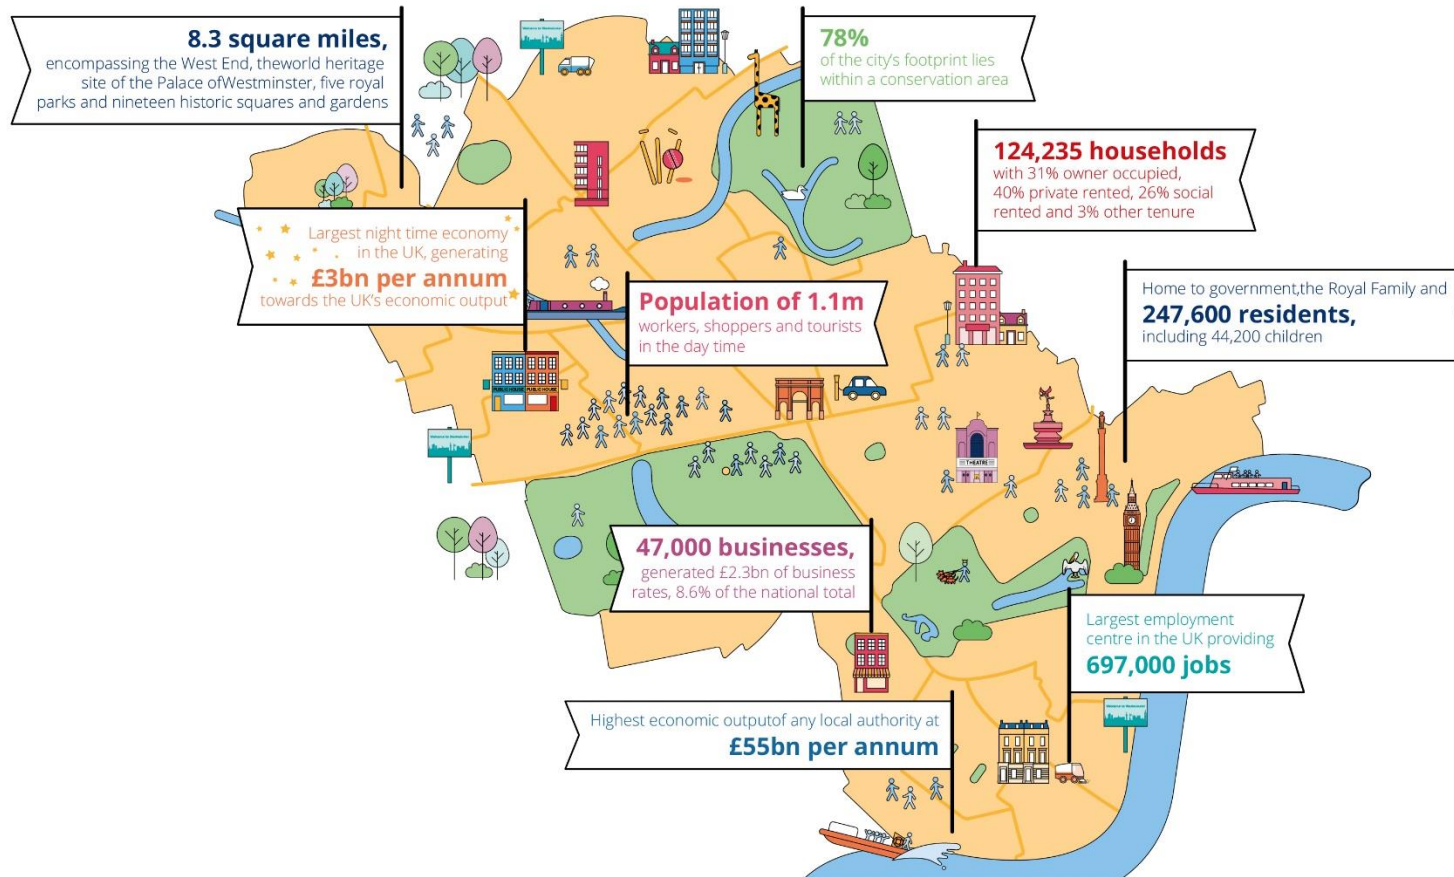 8.3 square miles,
encompassing the West End, theworld heritage
site of the Palace ofWestminster, five royal
parks and nineteen historic squares and gardens
78%
of the city's footprint lies
within a conservation area
124,235 households
with 31% owner occupied,
40% private rented, 26% social
rented and 3% other tenure
Largest night time economy
in the UK, generating
£3bn per annum
towards the UK's economic output
Population of 1.1m
workers, shoppers and tourists
in the day time
Home to government,the Royal Family and
247,600 residents,
including 44,200 children
PUBLIC HOUSE
PUBLIC HOUSE
THEATRE
47,000 businesses,
generated £2.3bn of business
rates, 8.6% of the national total
Largest employment
centre in the UK providing
697,000 jobs
Highest economic outputof any local authority at
£55bn per annum